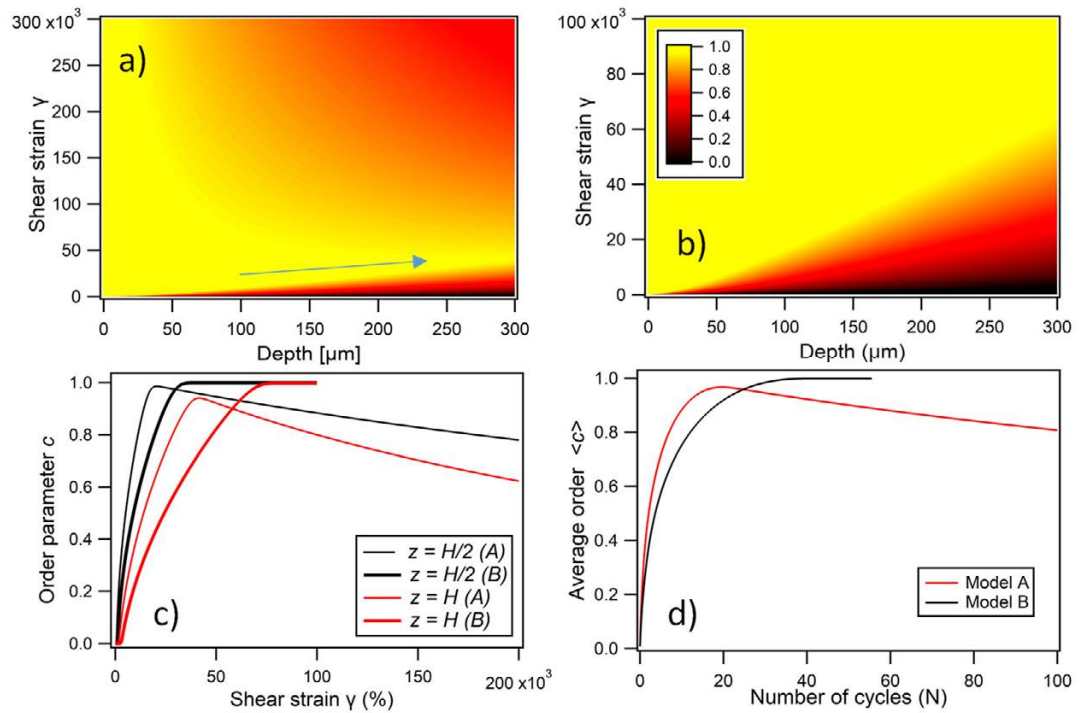 300 x10³
250
200
150
100
50
0
Shear strain γ
a)
0 50 100 150 200 250 300
Depth [µm]
100 x10³
80
60
40
20
0
Shear strain γ
1.0
0.8
0.6
0.4
0.2
0.0
b)
0 50 100 150 200 250 300
Depth (µm)
1.0
0.8
0.6
0.4
0.2
0.0
Order parameter c
z = H/2 (A)
z = H/2 (B)
z = H (A)
z = H (B)
c)
0 50 100 200 x10³
Shear strain γ (%)
1.0
0.8
0.6
0.4
0.2
0.0
Average order <c>
Model A
Model B
d)
0 20 40 60 80 100
Number of cycles (N)